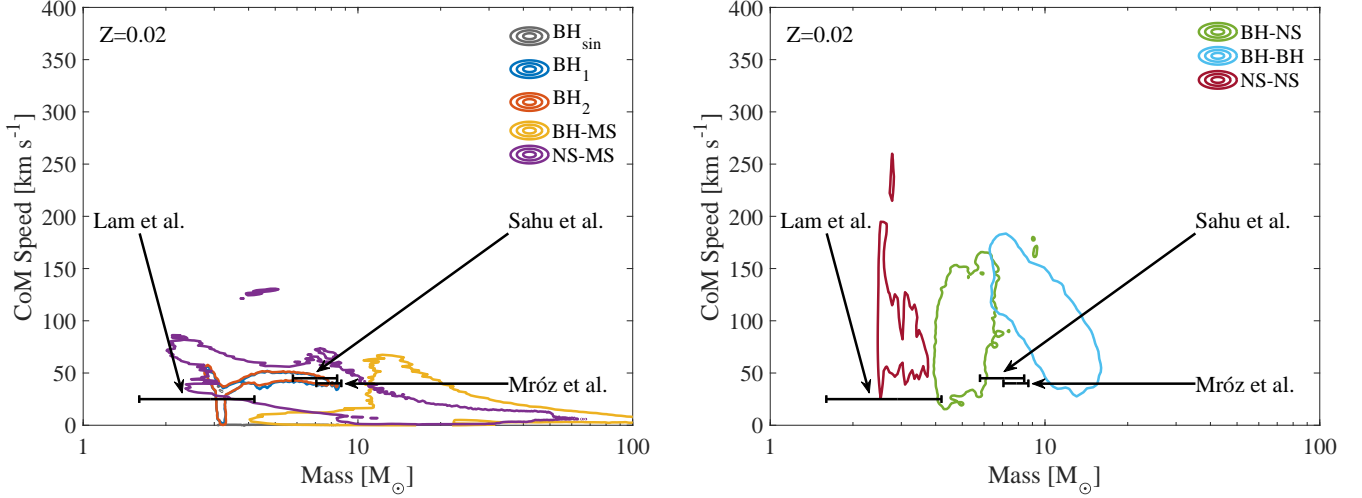 Z=0.02
BH_sin
BH_1
BH_2
BH-MS
NS-MS
Lam et al.
Sahu et al.
Mróz et al.
CoM Speed [km s^-1]
400
350
300
250
200
150
100
50
0
1
10
100
Mass [M_⊙]
Z=0.02
BH-NS
BH-BH
NS-NS
Lam et al.
Sahu et al.
Mróz et al.
CoM Speed [km s^-1]
400
350
300
250
200
150
100
50
0
1
10
100
Mass [M_⊙]